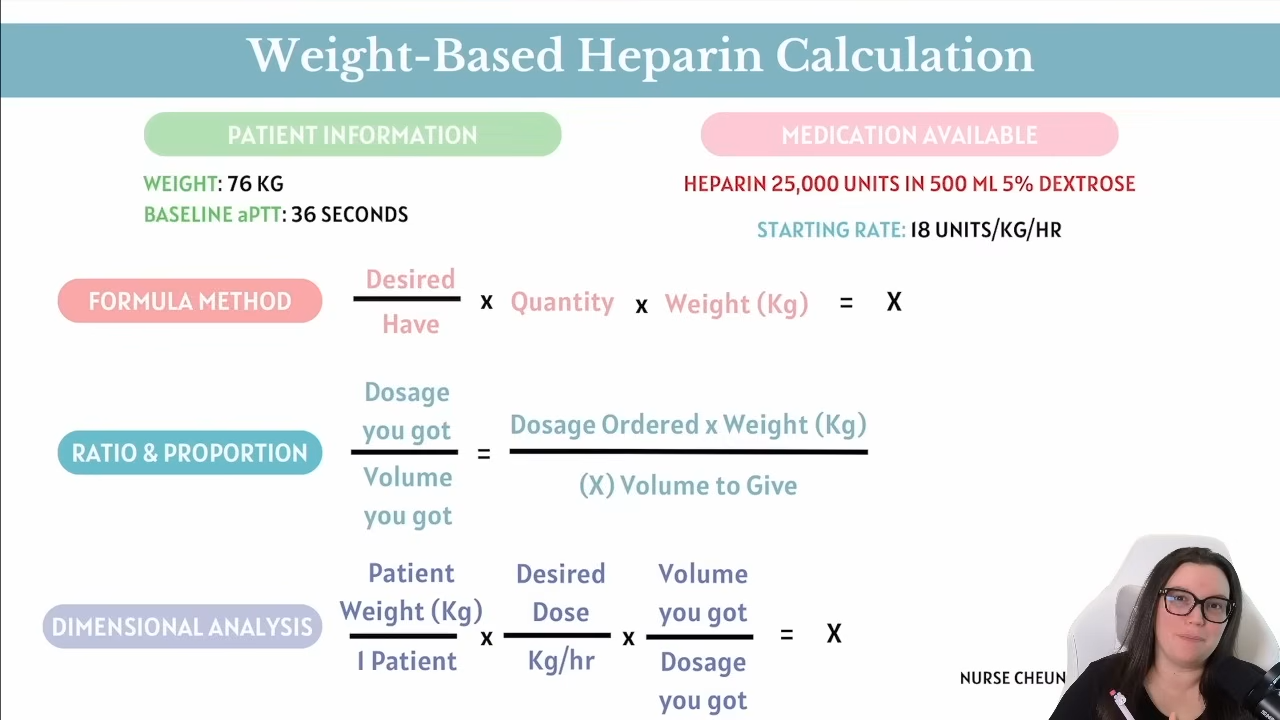 Weight-Based Heparin Calculation
PATIENT INFORMATION
WEIGHT: 76 KG
BASELINE aPTT: 36 SECONDS
MEDICATION AVAILABLE
HEPARIN 25,000 UNITS IN 500 ML 5% DEXTROSE
STARTING RATE: 18 UNITS/KG/HR
FORMULA METHOD
Desired
Have
x Quantity x Weight (Kg) = X
RATIO & PROPORTION
Dosage
you got
Volume
you got
=
Dosage Ordered x Weight (Kg)
(X) Volume to Give
DIMENSIONAL ANALYSIS
Patient
Weight (Kg)
1 Patient
x
Desired
Dose
Kg/hr
x
Volume
you got
Dosage
you got
= X
NURSE CHEUN